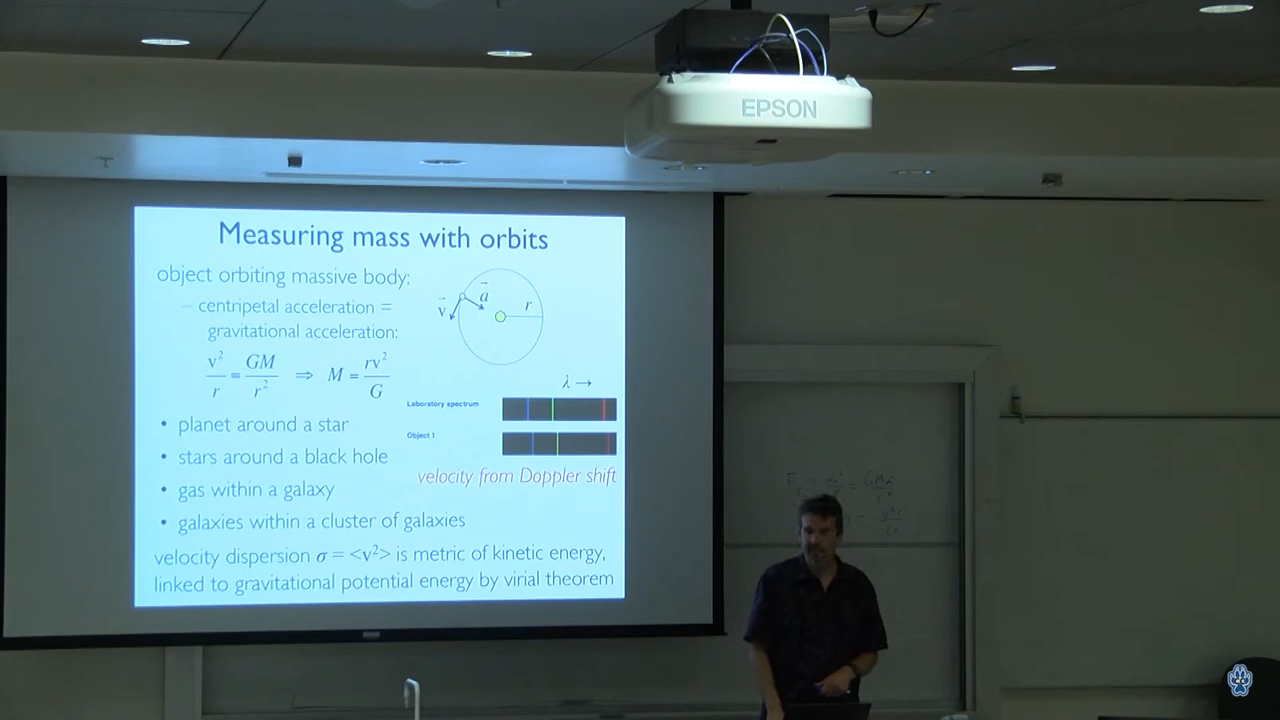 EPSON
Measuring mass with orbits
object orbiting massive body:
– centripetal acceleration =
gravitational acceleration:
v²/r = GM/r² ⇒ M = rv²/G
v⃗
a⃗
r
λ →
Laboratory spectrum
Object 1
velocity from Doppler shift
• planet around a star
• stars around a black hole
• gas within a galaxy
• galaxies within a cluster of galaxies
velocity dispersion σ = <v²> is metric of kinetic energy,
linked to gravitational potential energy by virial theorem